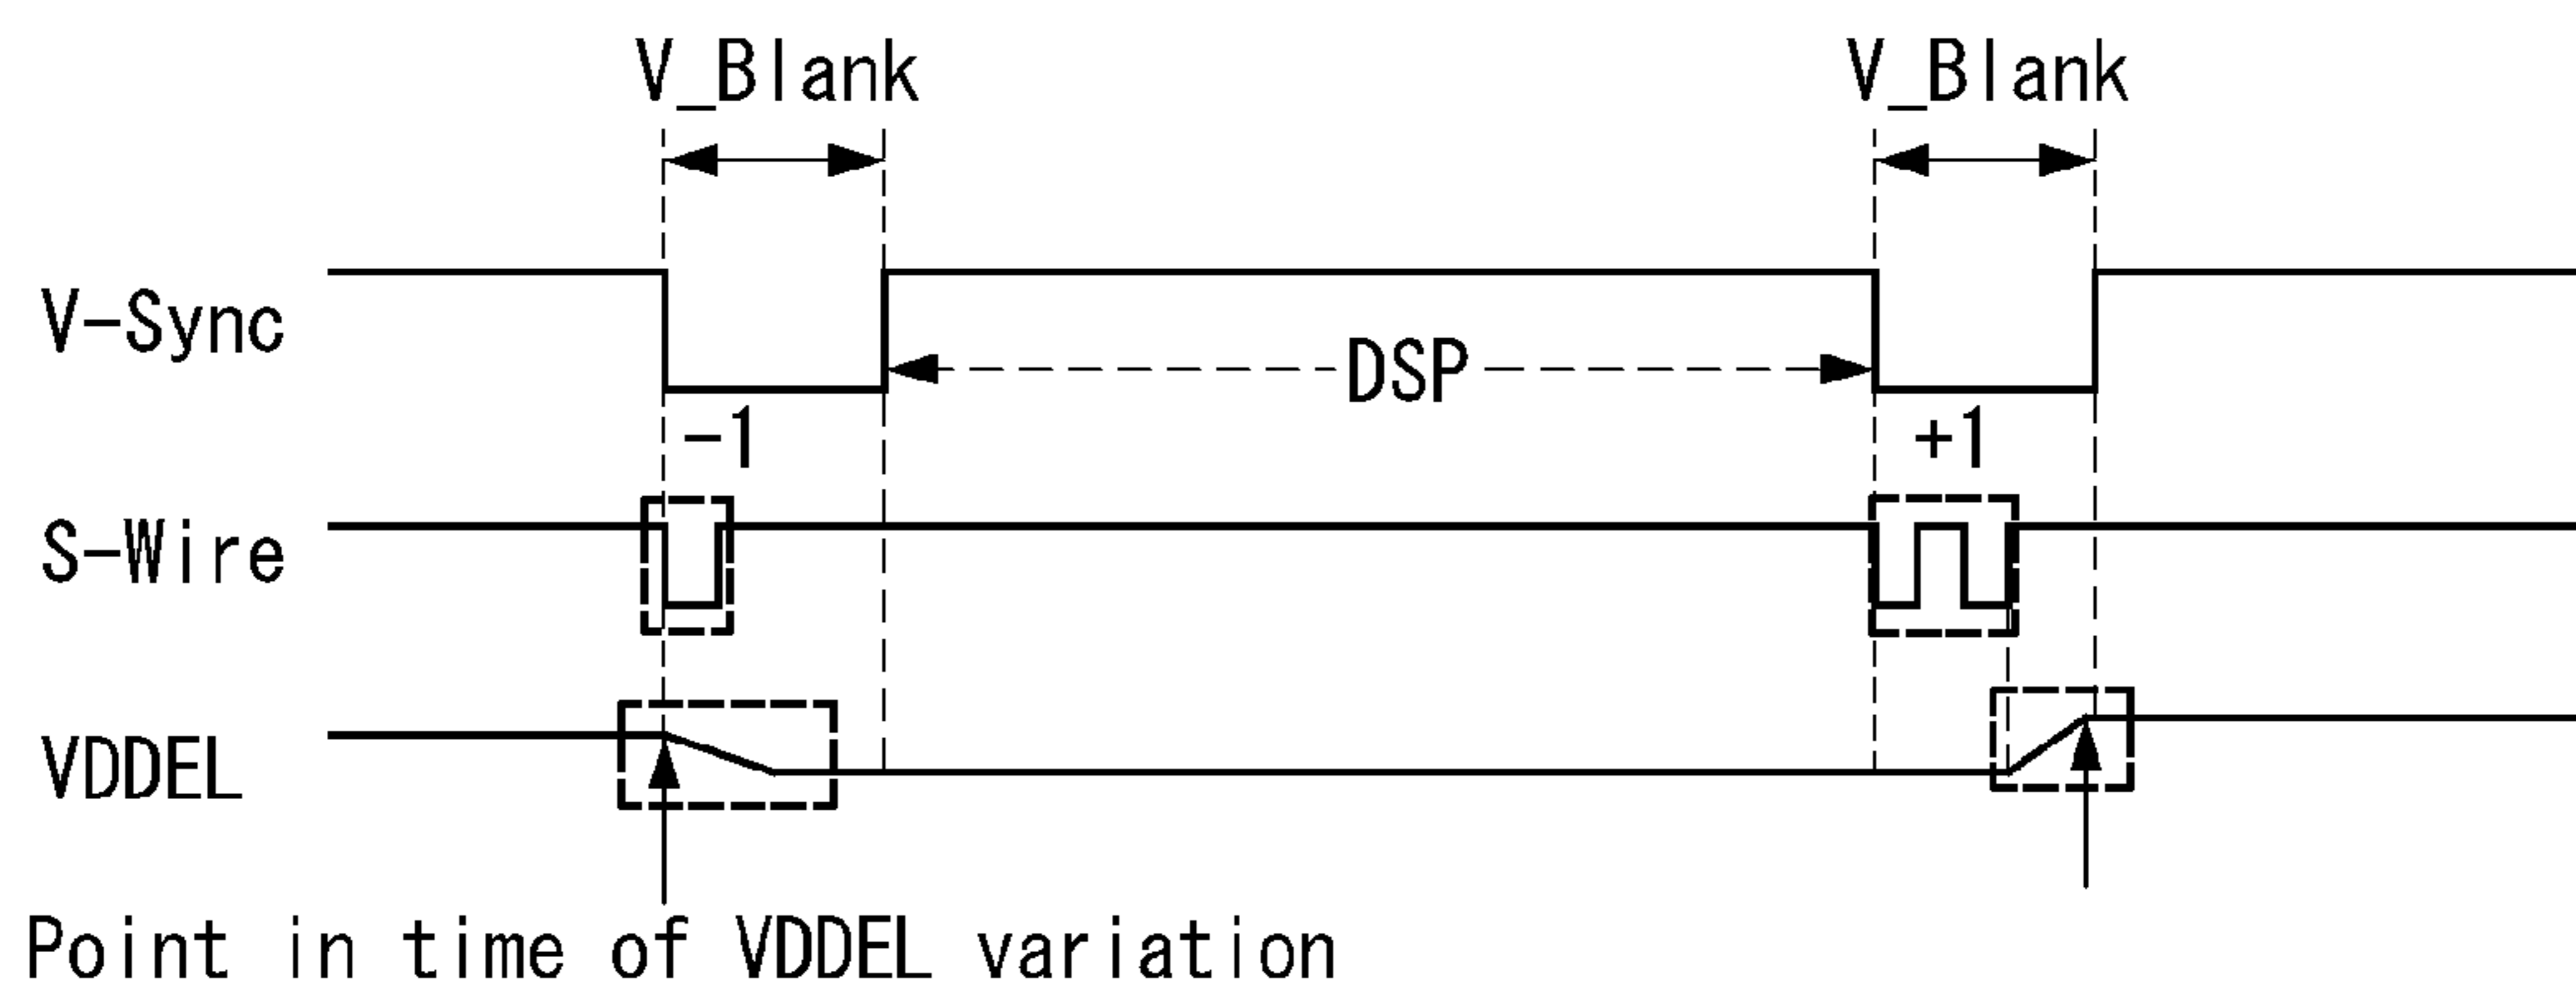 V_Blank V_Blank
V-Sync
DSP
-1 +1
S-Wire
VDDEL
Point in time of VDDEL variation